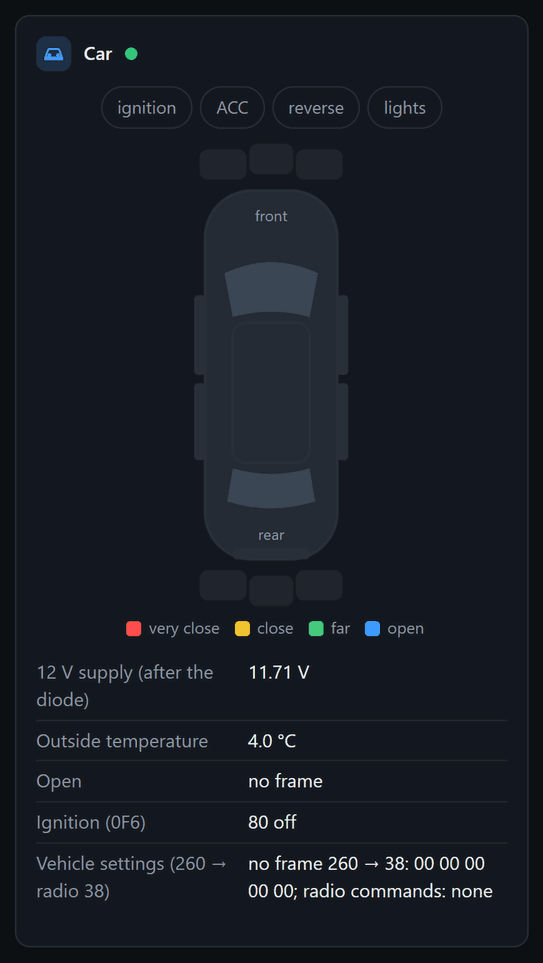 Car
ignition
ACC
reverse
lights
front
rear
very close
close
far
open
12 V supply (after the
diode)
11.71 V
Outside temperature
4.0 °C
Open
no frame
Ignition (0F6)
80 off
Vehicle settings (260 →
radio 38)
no frame 260 → 38: 00 00 00
00 00; radio commands: none